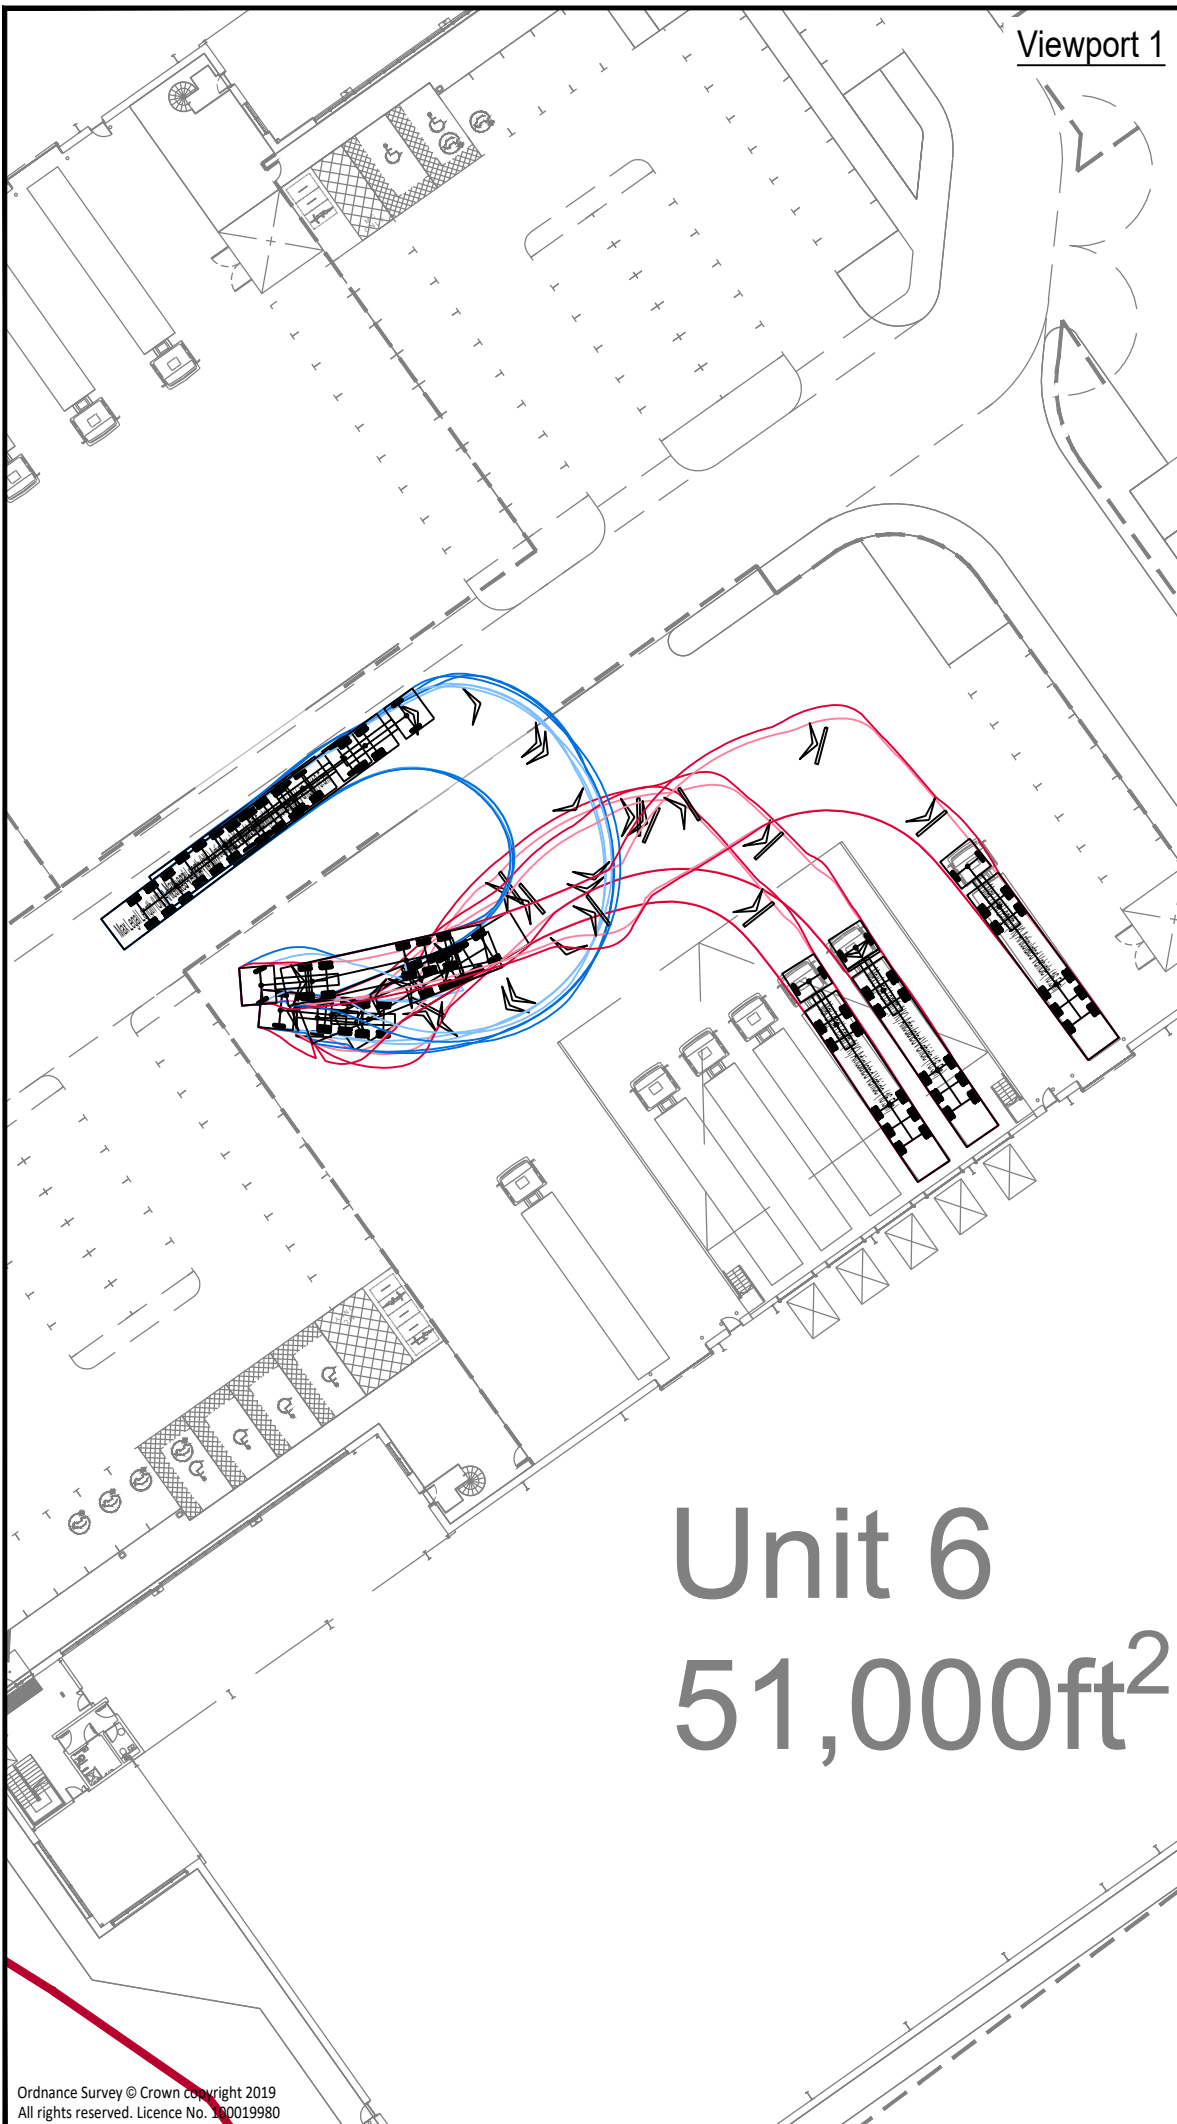 Viewport 1
Unit 6
51,000ft²
Ordnance Survey © Crown copyright 2019
All rights reserved. Licence No. 100019980